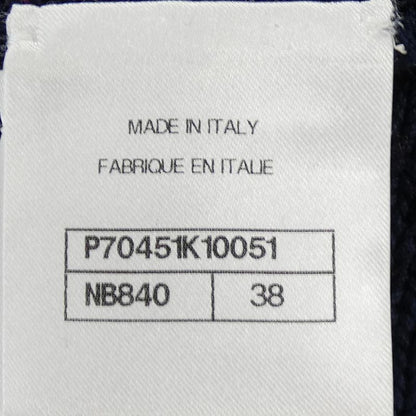 MADE IN ITALY
FABRIQUE EN ITALIE
P70451K10051
NB840 38